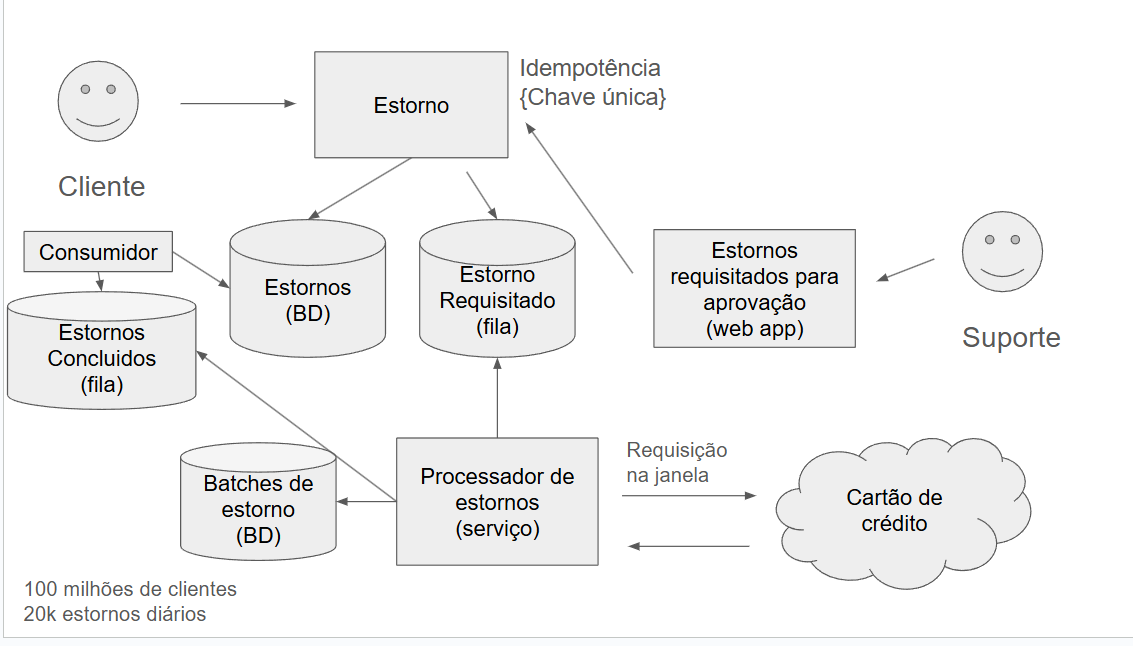 Estorno
Idempotência
{Chave única}
Cliente
Consumidor
Estornos
(BD)
Estorno
Requisitado
(fila)
Estornos
requisitados para
aprovação
(web app)
Suporte
Estornos
Concluidos
(fila)
Batches de
estorno
(BD)
Processador de
estornos
(serviço)
Requisição
na janela
Cartão de
crédito
100 milhões de clientes
20k estornos diários